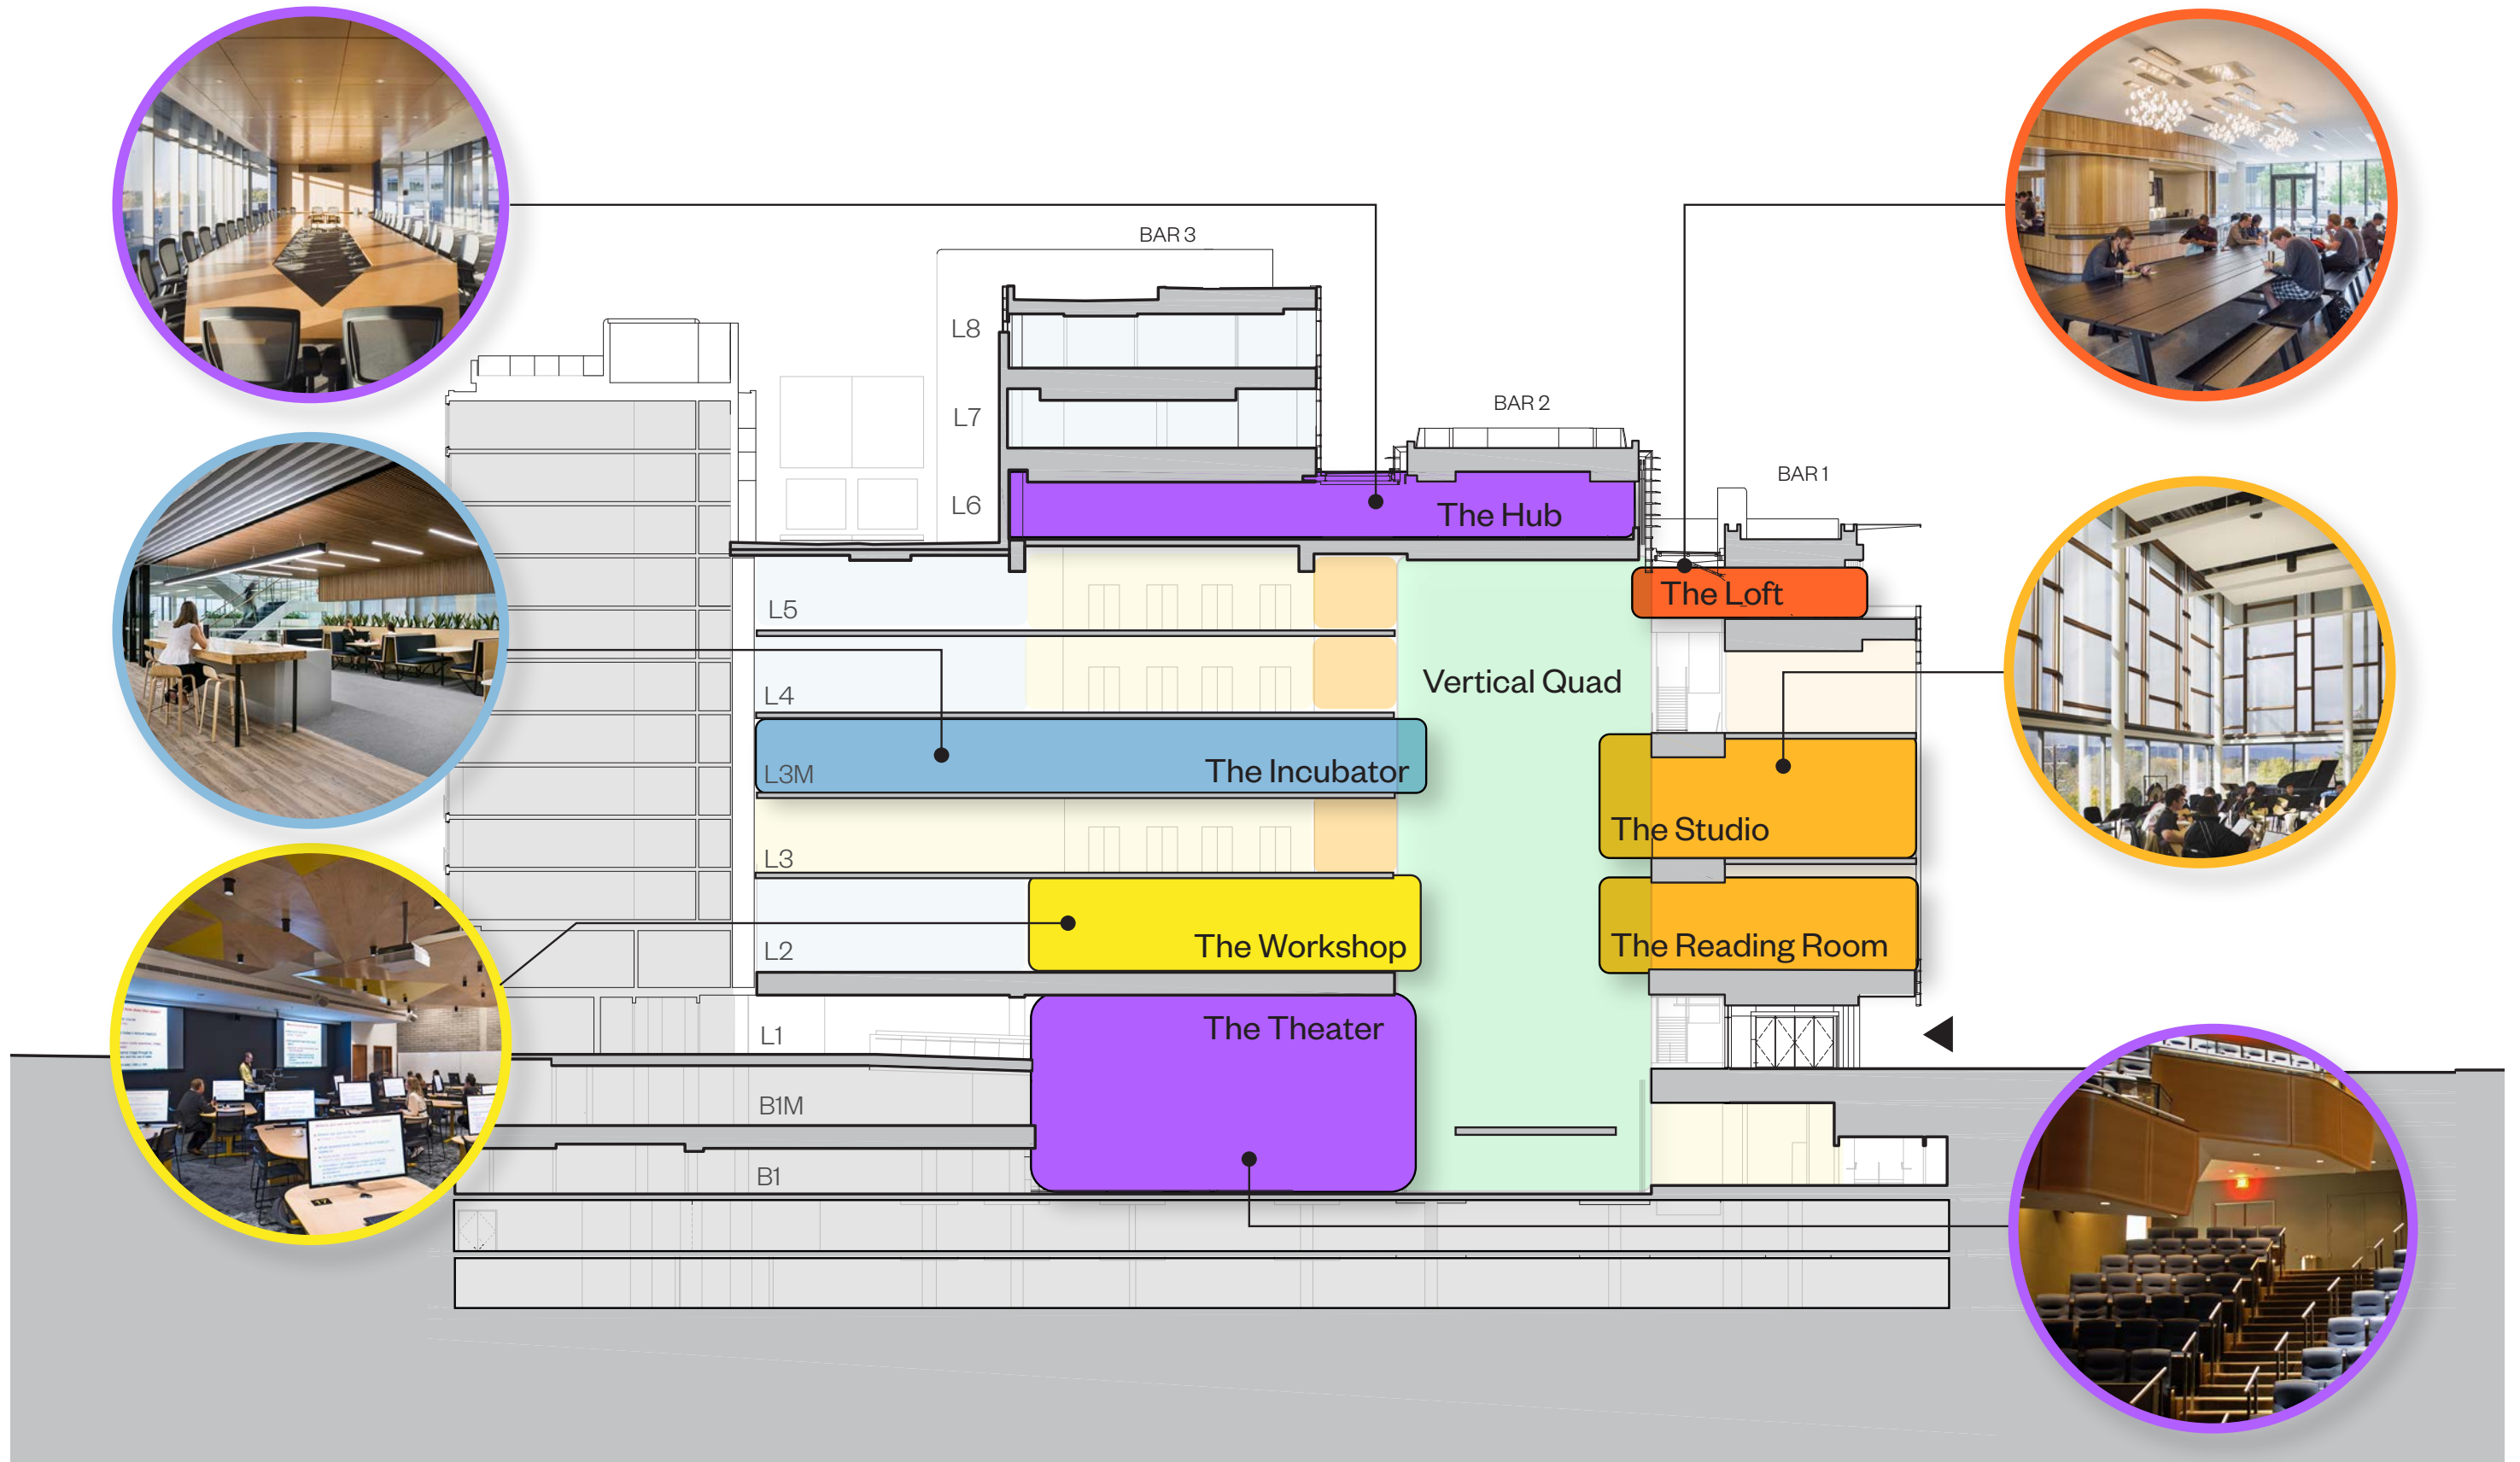 BAR 3
L8
BAR 2
L7
BAR 1
L6
The Hub
The Loft
L5
Vertical Quad
L4
L3M
The Incubator
The Studio
L3
The Workshop
The Reading Room
L2
The Theater
L1
B1M
B1